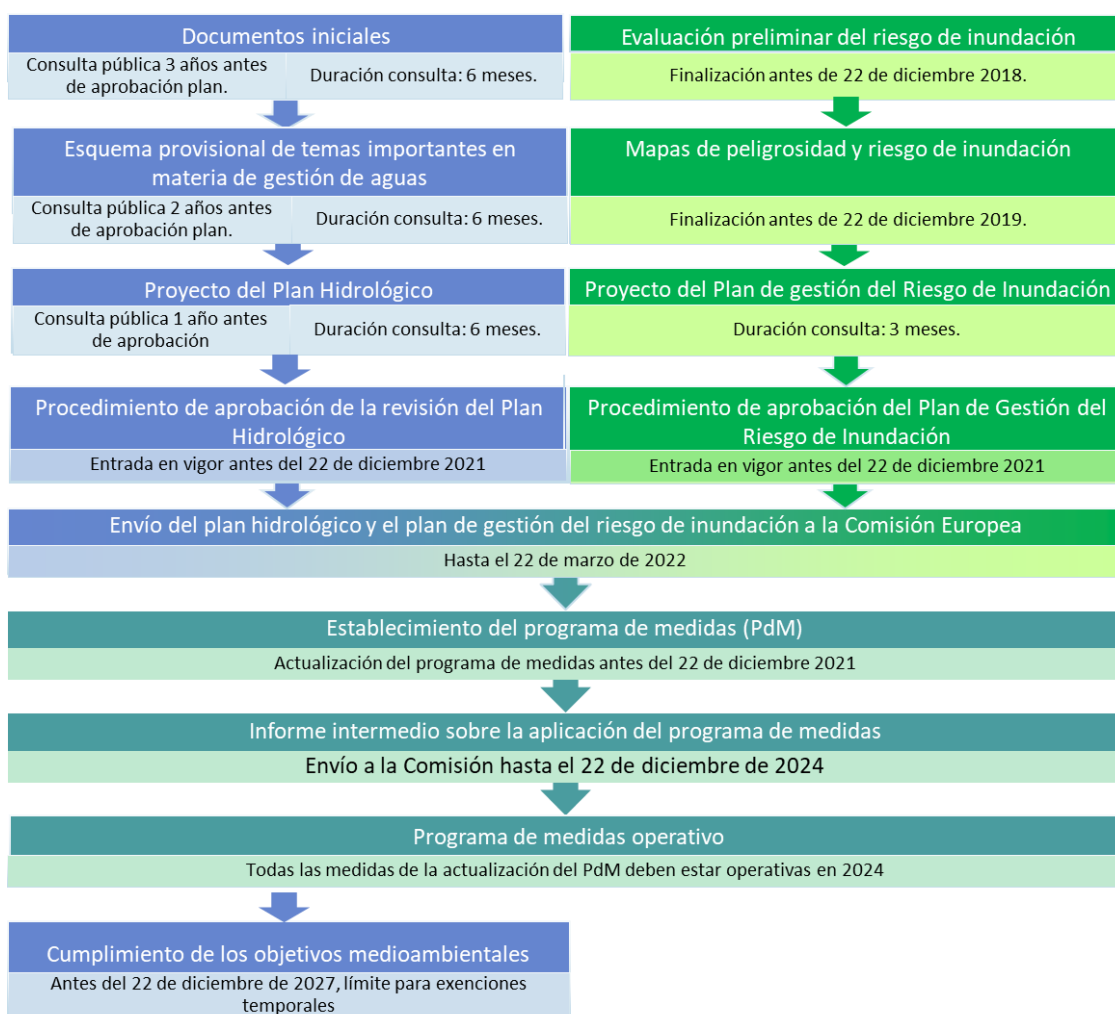 Documentos iniciales
Consulta pública 3 años antes
de aprobación plan.
Duración consulta: 6 meses.
Evaluación preliminar del riesgo de inundación
Finalización antes de 22 de diciembre 2018.
Esquema provisional de temas importantes en
materia de gestión de aguas
Consulta pública 2 años antes
de aprobación plan.
Duración consulta: 6 meses.
Mapas de peligrosidad y riesgo de inundación
Finalización antes de 22 de diciembre 2019.
Proyecto del Plan Hidrológico
Consulta pública 1 año antes
de aprobación
Duración consulta: 6 meses.
Proyecto del Plan de gestión del Riesgo de Inundación
Duración consulta: 3 meses.
Procedimiento de aprobación de la revisión del Plan
Hidrológico
Entrada en vigor antes del 22 de diciembre 2021
Procedimiento de aprobación del Plan de Gestión del
Riesgo de Inundación
Entrada en vigor antes del 22 de diciembre 2021
Envío del plan hidrológico y el plan de gestión del riesgo de inundación a la Comisión Europea
Hasta el 22 de marzo de 2022
Establecimiento del programa de medidas (PdM)
Actualización del programa de medidas antes del 22 de diciembre 2021
Informe intermedio sobre la aplicación del programa de medidas
Envío a la Comisión hasta el 22 de diciembre de 2024
Programa de medidas operativo
Todas las medidas de la actualización del PdM deben estar operativas en 2024
Cumplimiento de los objetivos medioambientales
Antes del 22 de diciembre de 2027, límite para exenciones
temporales